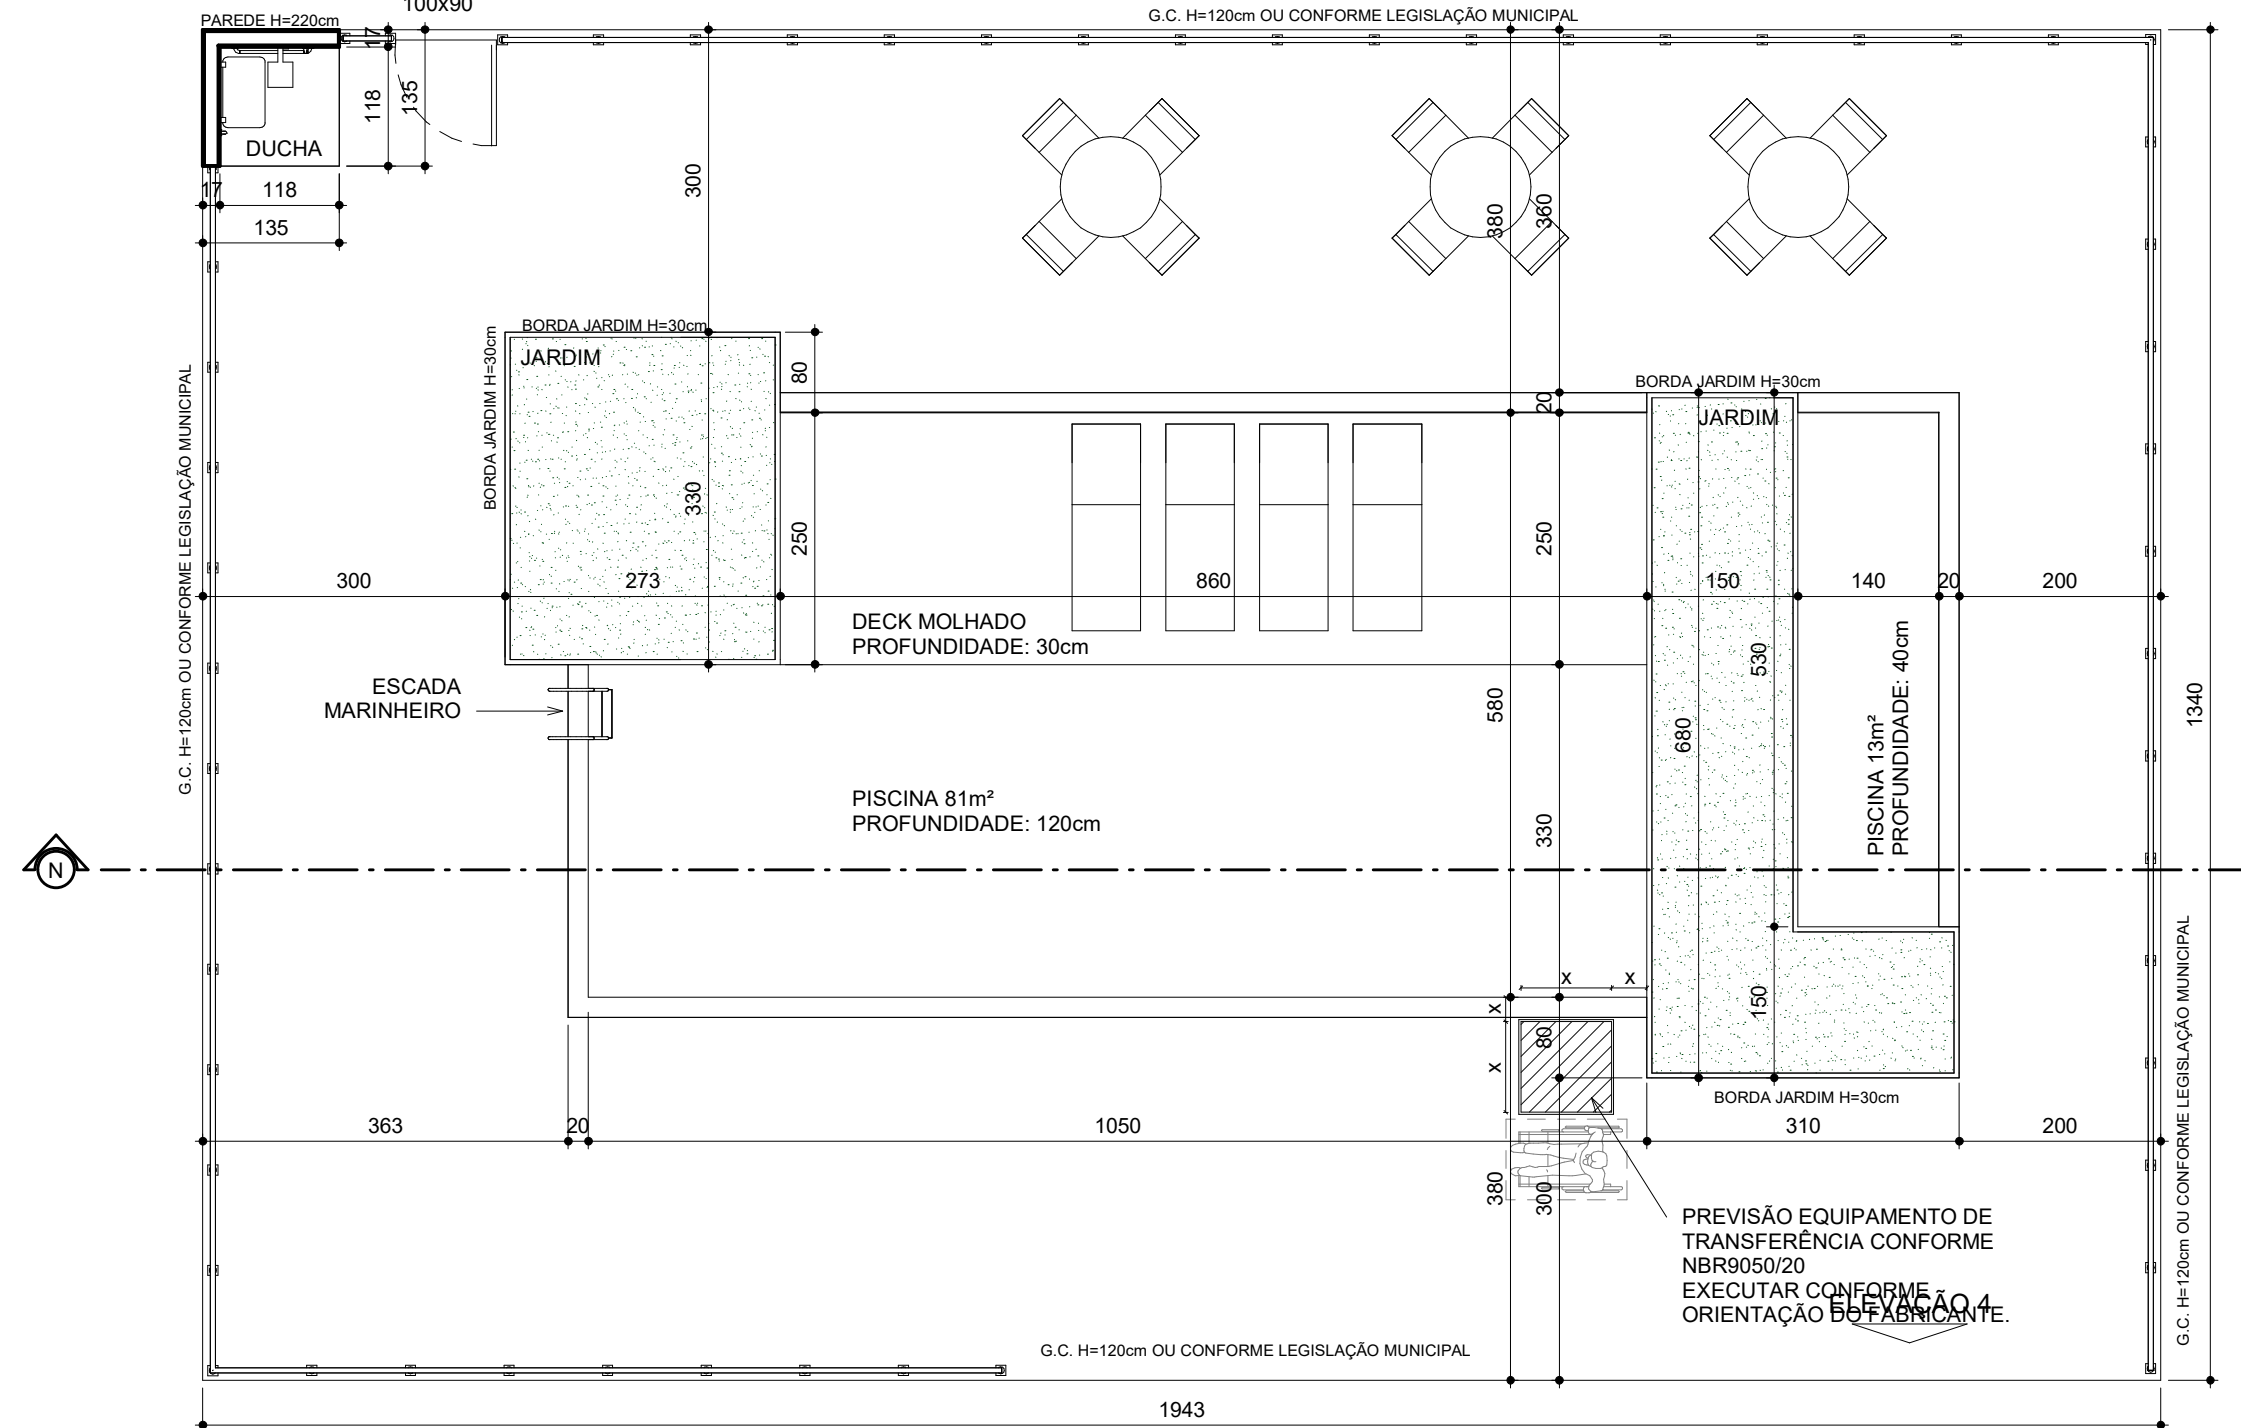 100x90
PAREDE H=220cm
G.C. H=120cm OU CONFORME LEGISLAÇÃO MUNICIPAL
17
118
135
DUCHA
17
118
135
300
380
360
BORDA JARDIM H=30cm
BORDA JARDIM H=30cm
JARDIM
80
BORDA JARDIM H=30cm
JARDIM
20
G.C. H=120cm OU CONFORME LEGISLAÇÃO MUNICIPAL
330
250
250
300
273
860
150
140
20
200
DECK MOLHADO
PROFUNDIDADE: 30cm
530
ESCADA
MARINHEIRO
580
680
1340
PISCINA 13m²
PROFUNDIDADE: 40cm
PISCINA 81m²
PROFUNDIDADE: 120cm
330
N
x
x
x
x
80
150
BORDA JARDIM H=30cm
363
20
1050
310
200
380
300
G.C. H=120cm OU CONFORME LEGISLAÇÃO MUNICIPAL
PREVISÃO EQUIPAMENTO DE
TRANSFERÊNCIA CONFORME
NBR9050/20
EXECUTAR CONFORME
ORIENTAÇÃO DO FABRICANTE.
ELEVAÇÃO 4
G.C. H=120cm OU CONFORME LEGISLAÇÃO MUNICIPAL
1943